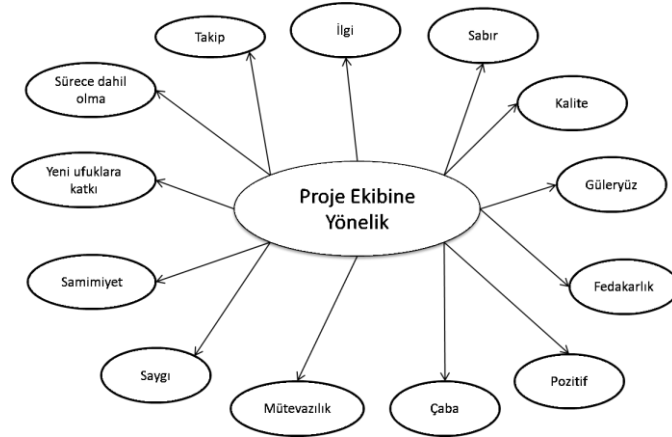 Takip
İlgi
Sabır
Sürece dahil
olma
Kalite
Yeni ufuklara
katkı
Proje Ekibine
Yönelik
Güleryüz
Samimiyet
Fedakarlık
Saygı
Mütevazılık
Çaba
Pozitif